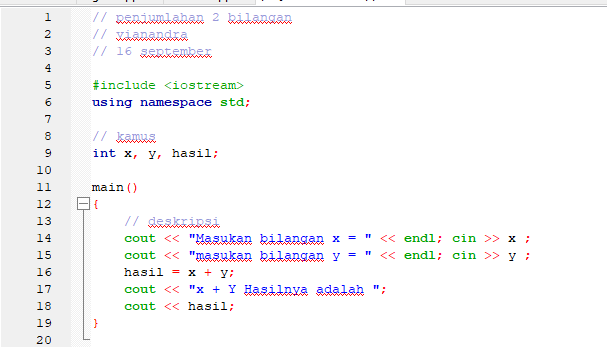 1 // penjumlahan 2 bilangan
2 // vianandra
3 // 16 september
4
5 #include <iostream>
6 using namespace std;
7
8 // kamus
9 int x, y, hasil;
10
11 main()
12 {
13 // deskripsi
14 cout << "Masukan bilangan x = " << endl; cin >> x ;
15 cout << "masukan bilangan y = " << endl; cin >> y ;
16 hasil = x + y;
17 cout << "x + Y Hasilnya adalah ";
18 cout << hasil;
19 }
20